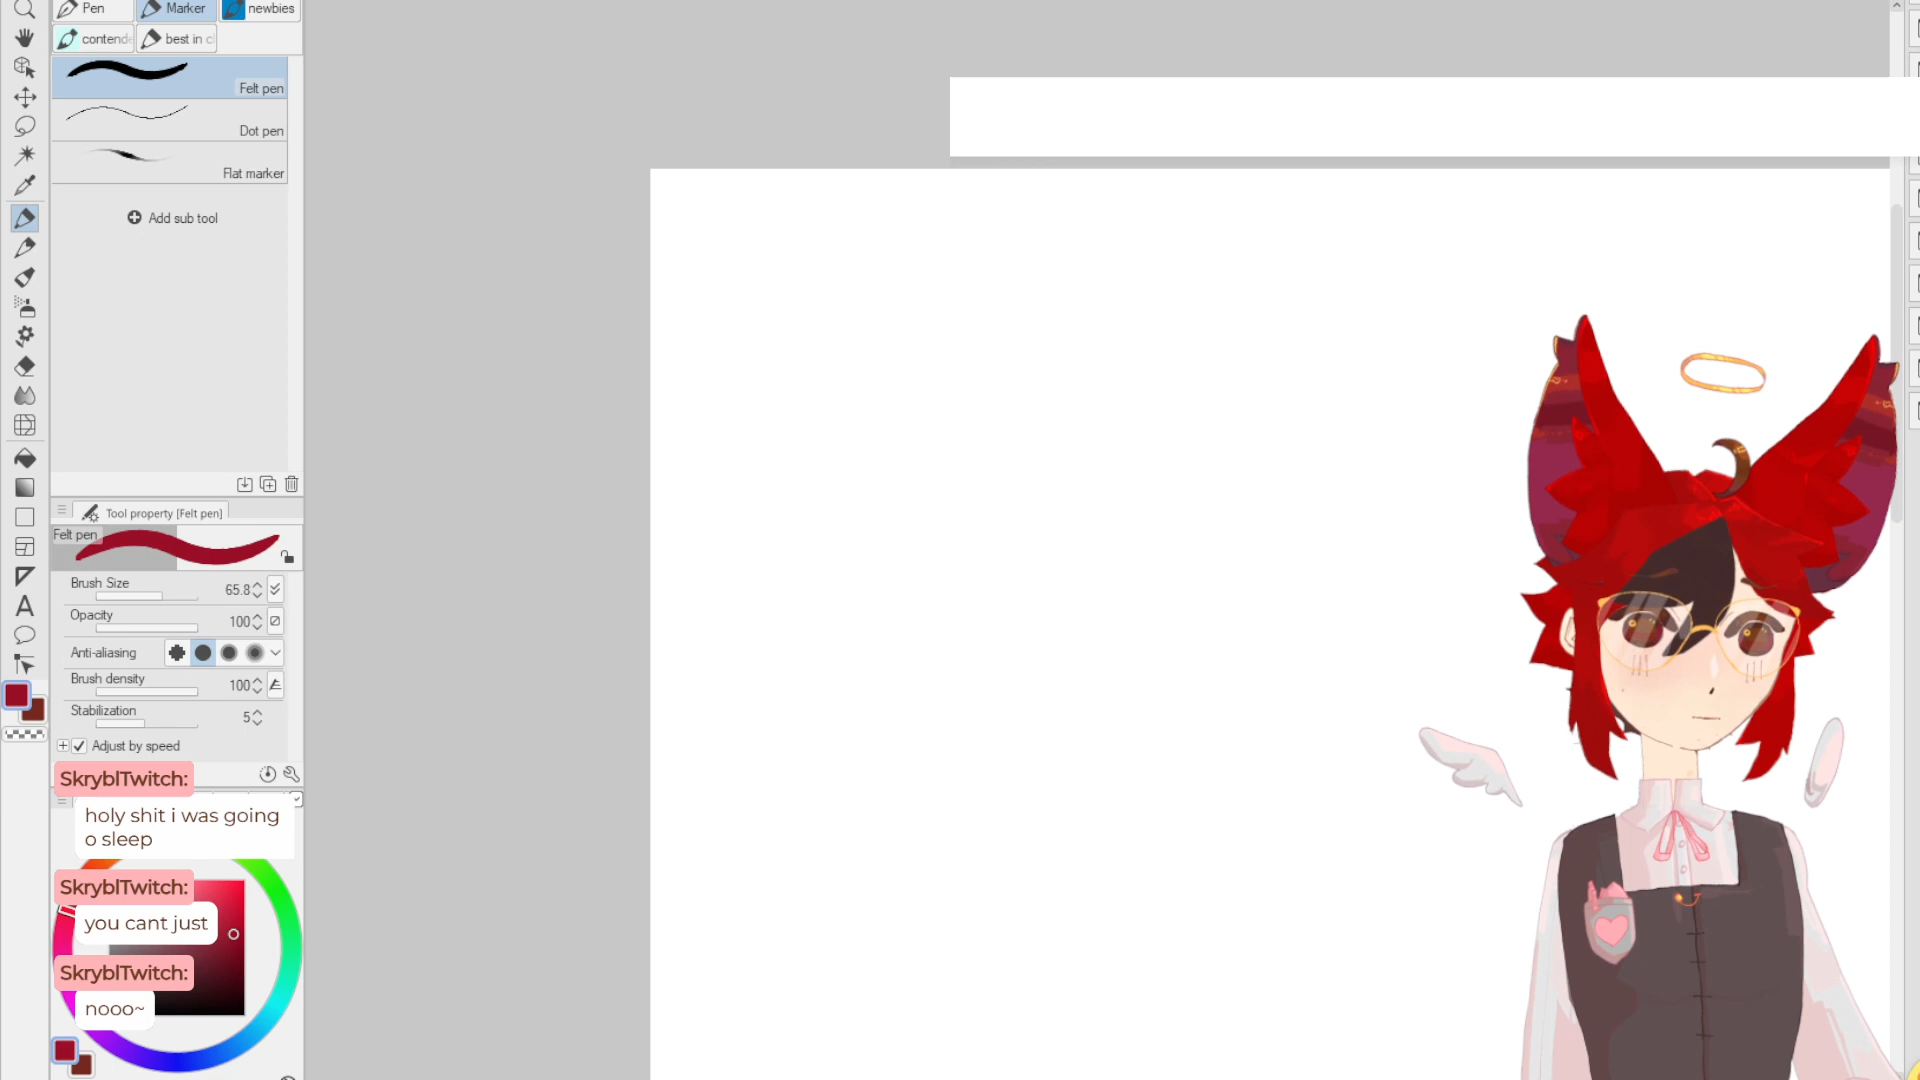 Pen
Marker
newbies
contend
best in c
Felt pen
Dot pen
Flat marker
Add sub tool
Tool property [Felt pen]
Felt pen
Brush Size
65.8
Opacity
100
Anti-aliasing
Brush density
100
Stabilization
5
Adjust by speed
SkryblTwitch:
holy shit i was going
o sleep
SkryblTwitch:
you cant just
SkryblTwitch:
nooo~